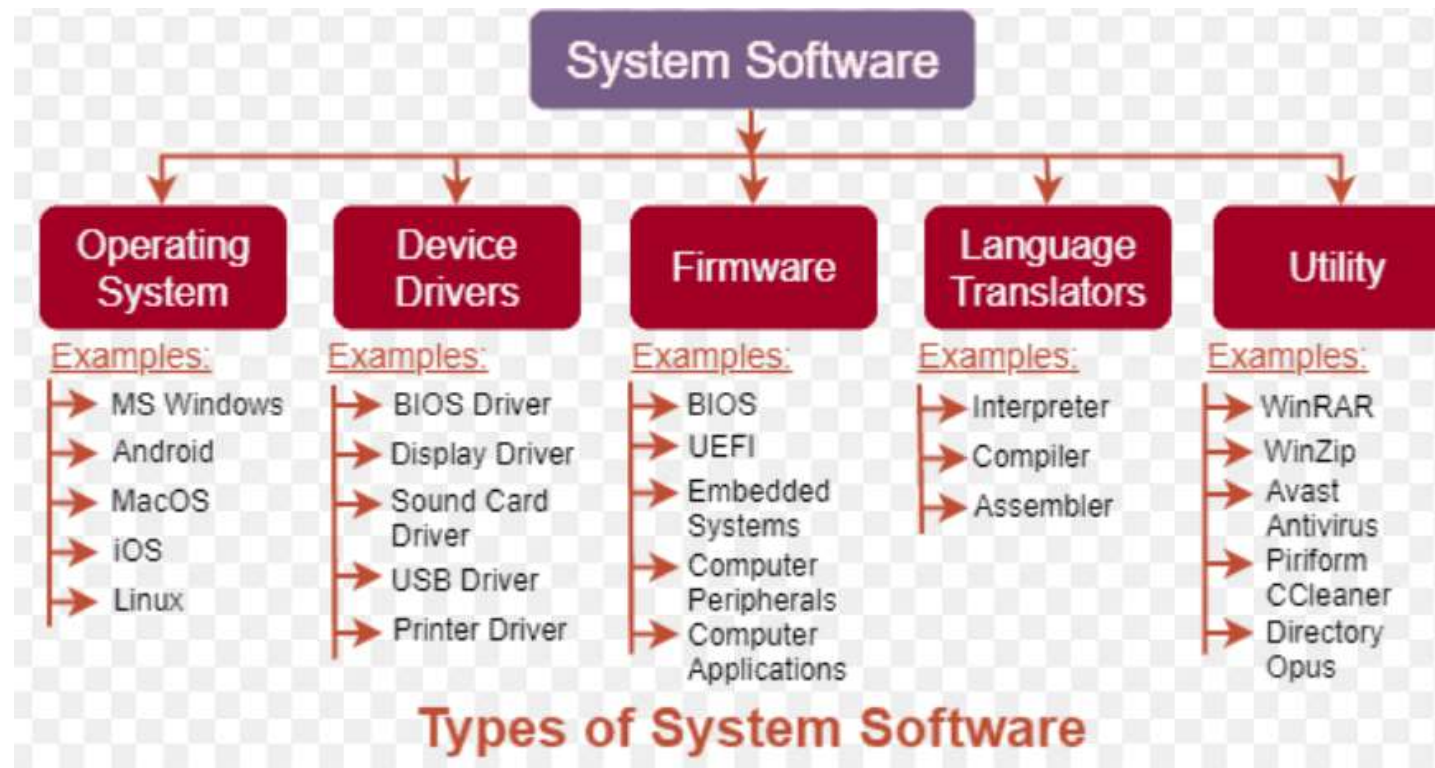 System Software
Operating
System
Examples:
MS Windows
Android
MacOS
iOS
Linux
Device
Drivers
Examples:
BIOS Driver
Display Driver
Sound Card
Driver
USB Driver
Printer Driver
Firmware
Examples:
BIOS
UEFI
Embedded
Systems
Computer
Peripherals
Computer
Applications
Language
Translators
Examples:
Interpreter
Compiler
Assembler
Utility
Examples:
WinRAR
WinZip
Avast
Antivirus
Piriform
CCleaner
Directory
Opus
Types of System Software